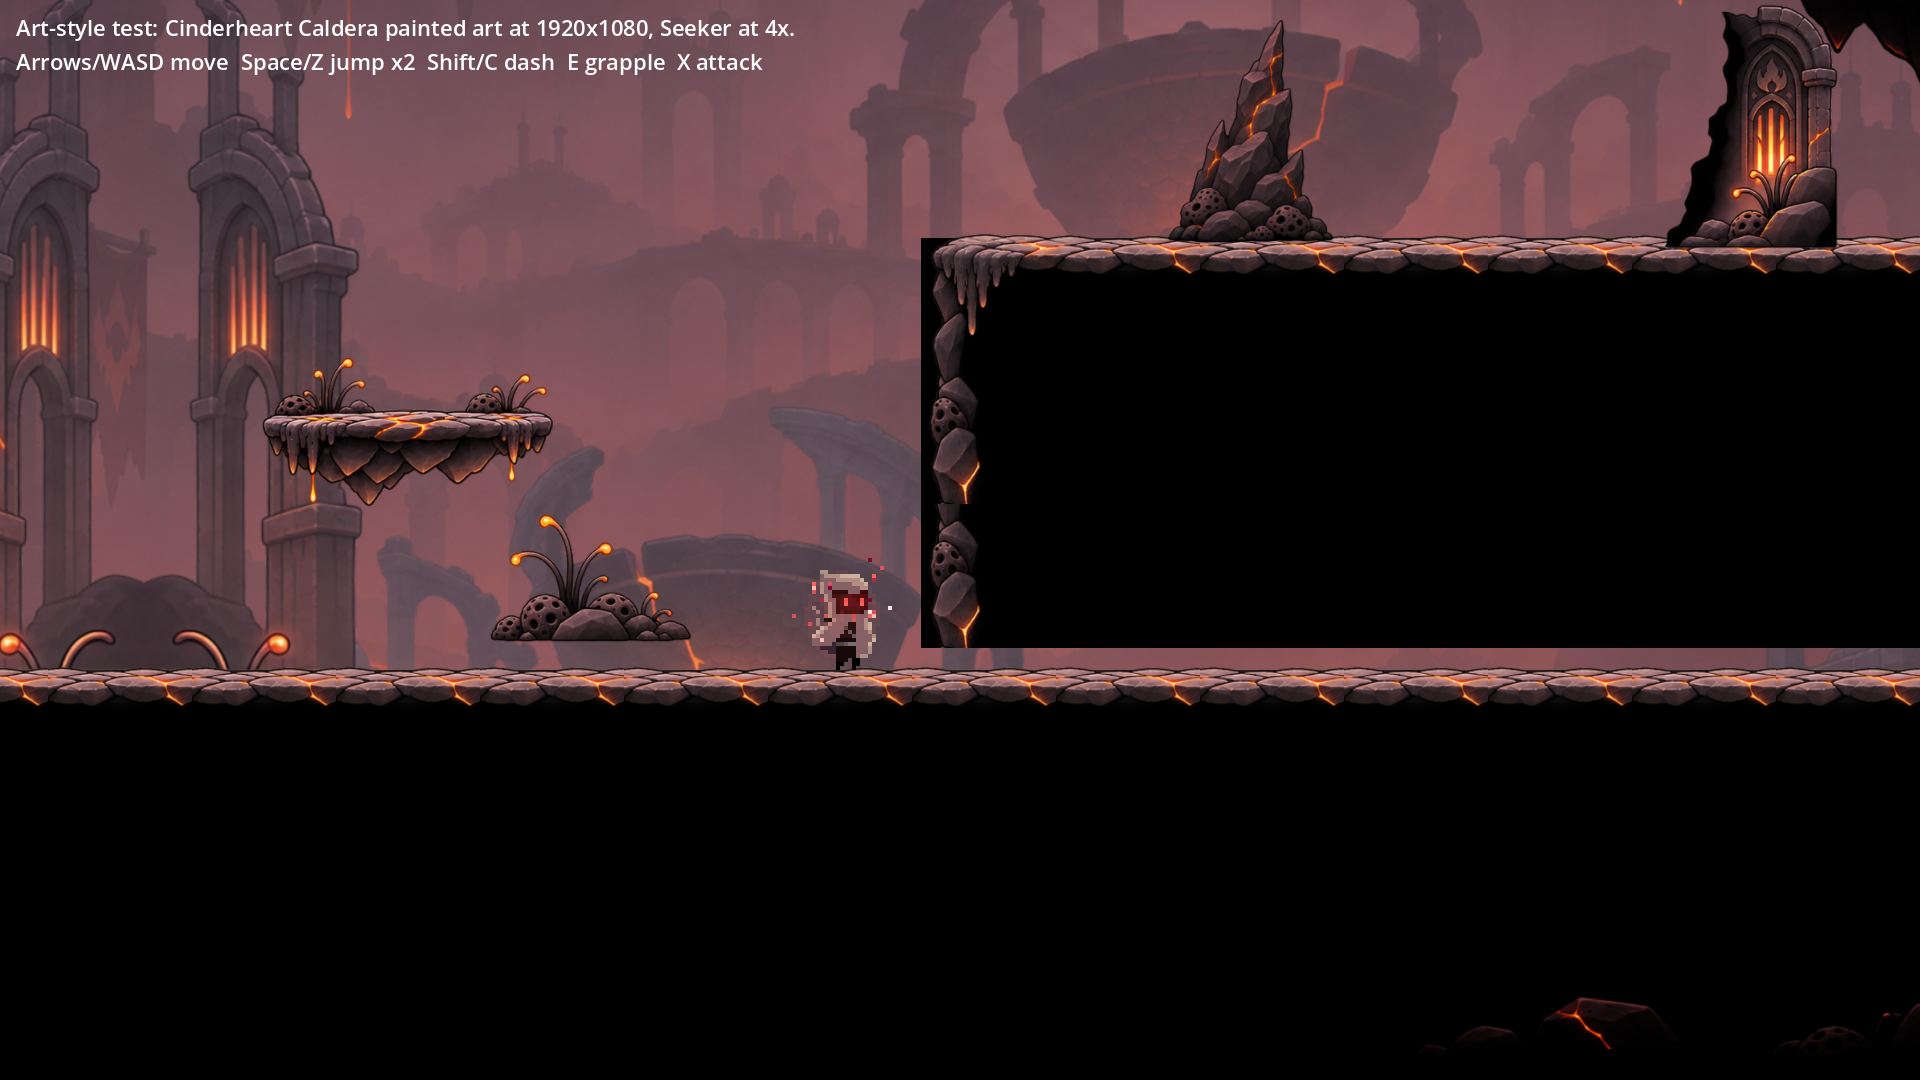 Art-style test: Cinderheart Caldera painted art at 1920x1080, Seeker at 4x.
Arrows/WASD move  Space/Z jump x2  Shift/C dash  E grapple  X attack